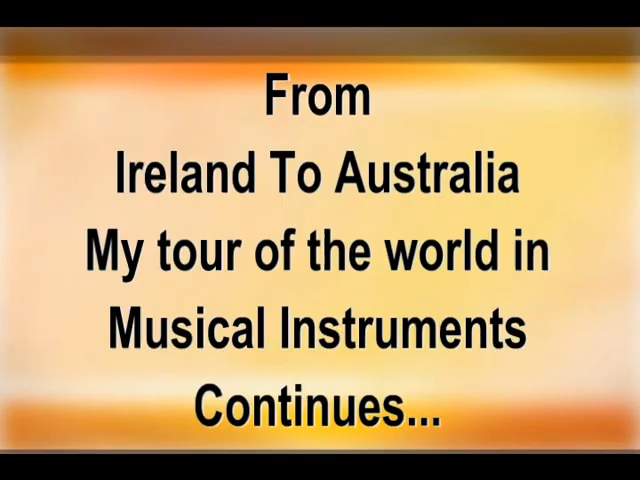 From
Ireland To Australia
My tour of the world in
Musical Instruments
Continues...